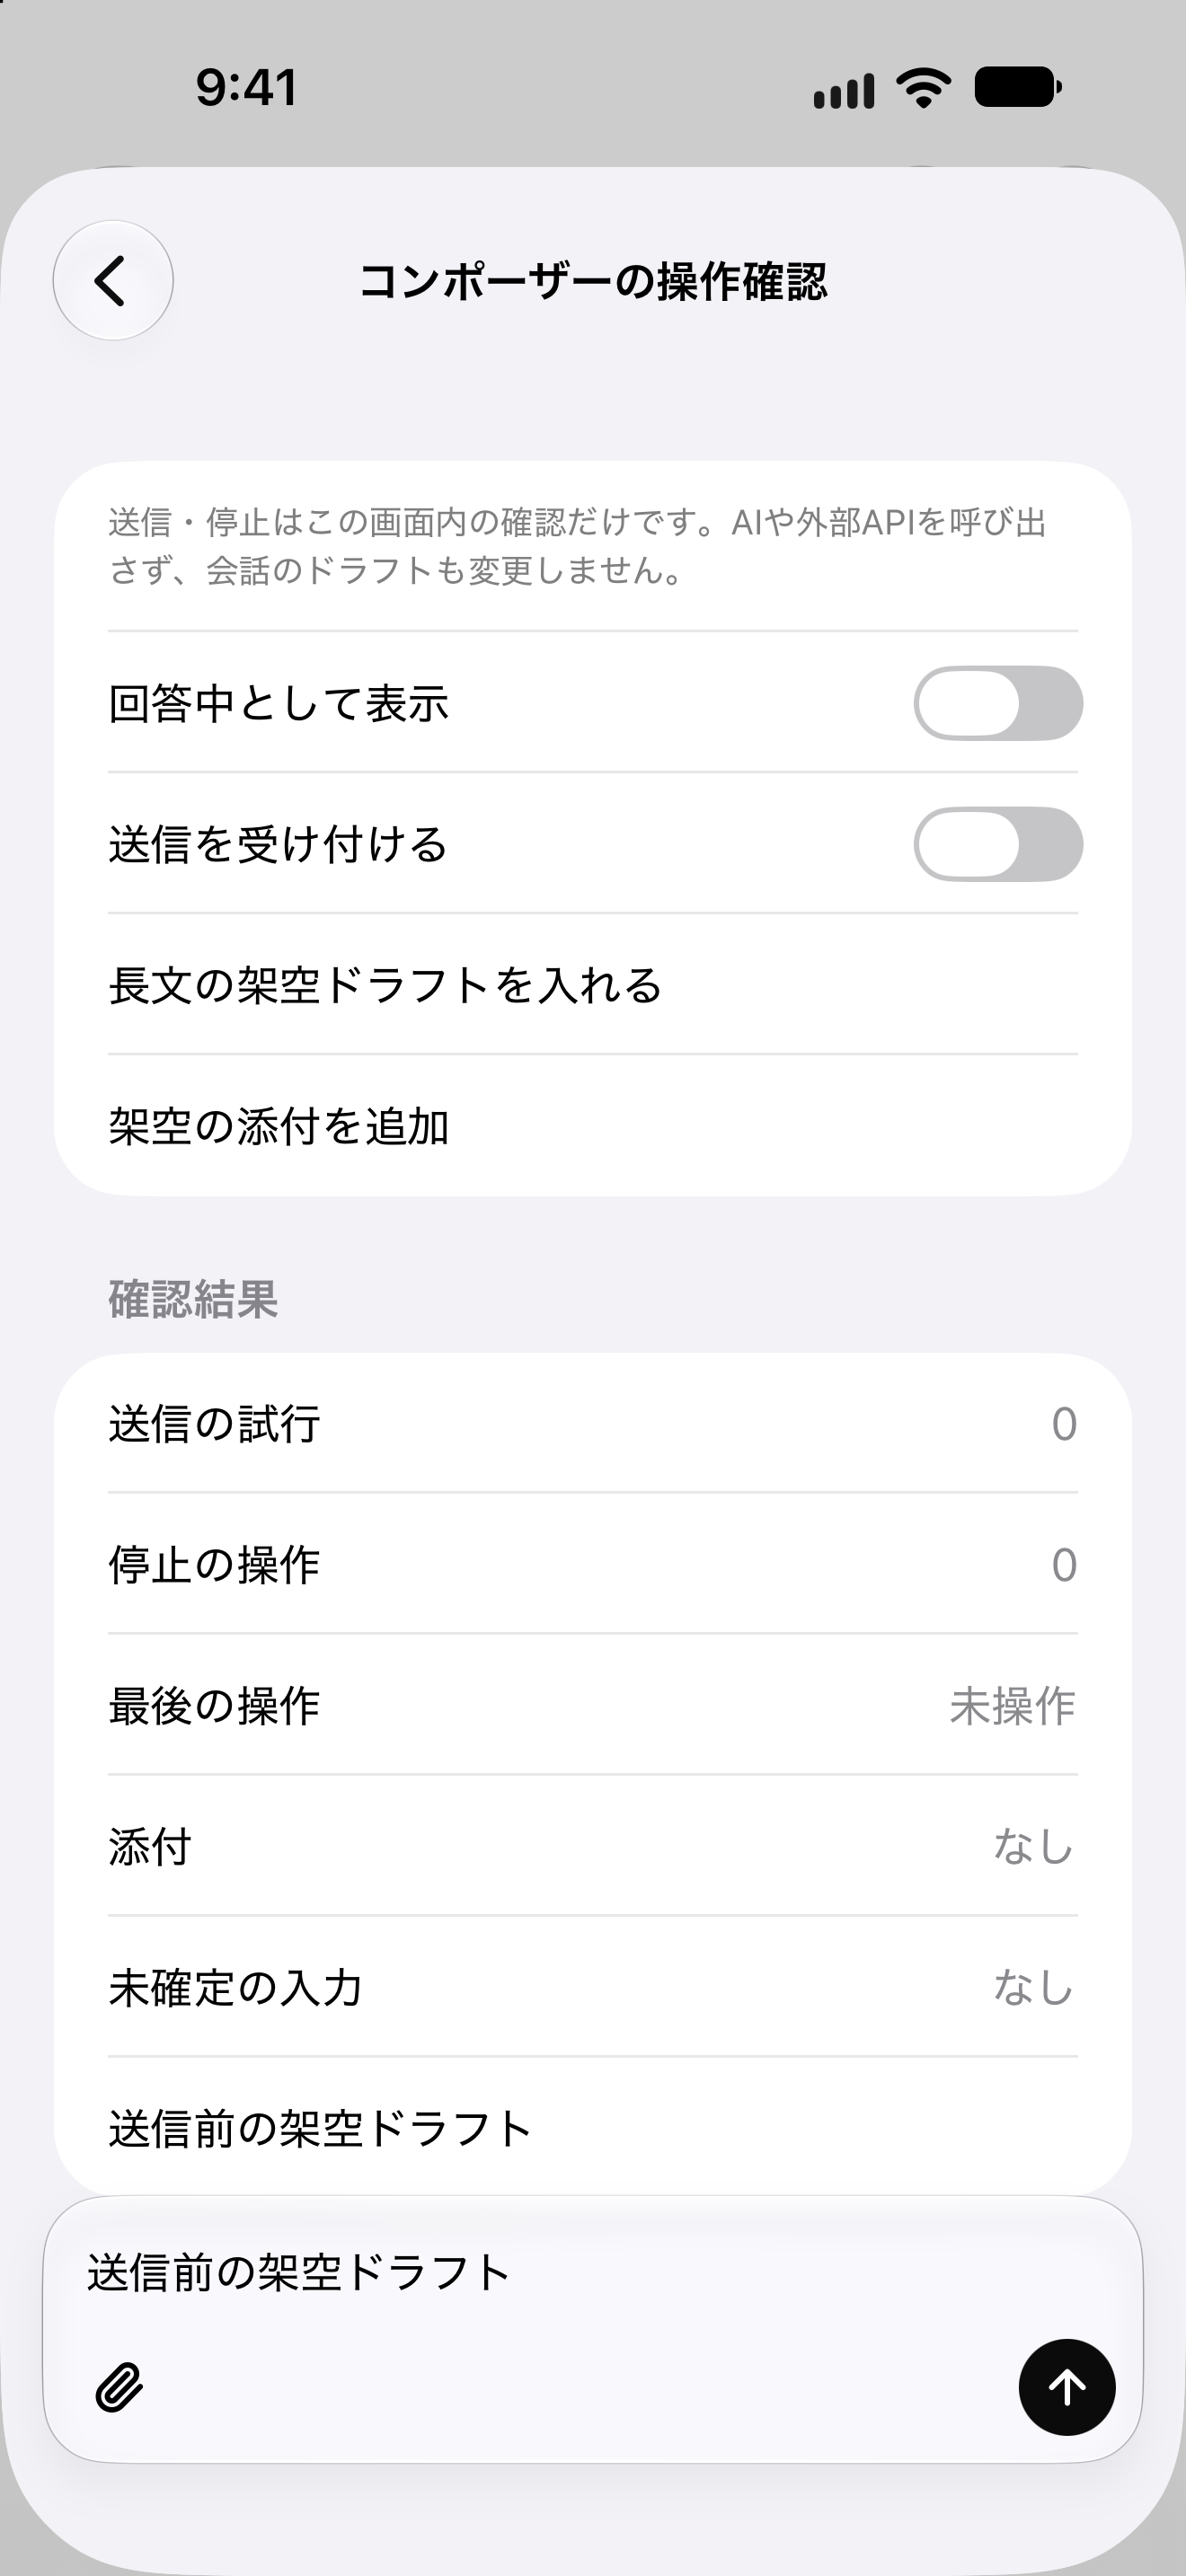 9:41
コンポーザーの操作確認
送信・停止はこの画面内の確認だけです。AIや外部APIを呼び出
さず、会話のドラフトも変更しません。
回答中として表示
送信を受け付ける
長文の架空ドラフトを入れる
架空の添付を追加
確認結果
送信の試行 0
停止の操作 0
最後の操作 未操作
添付 なし
未確定の入力 なし
送信前の架空ドラフト
送信前の架空ドラフト